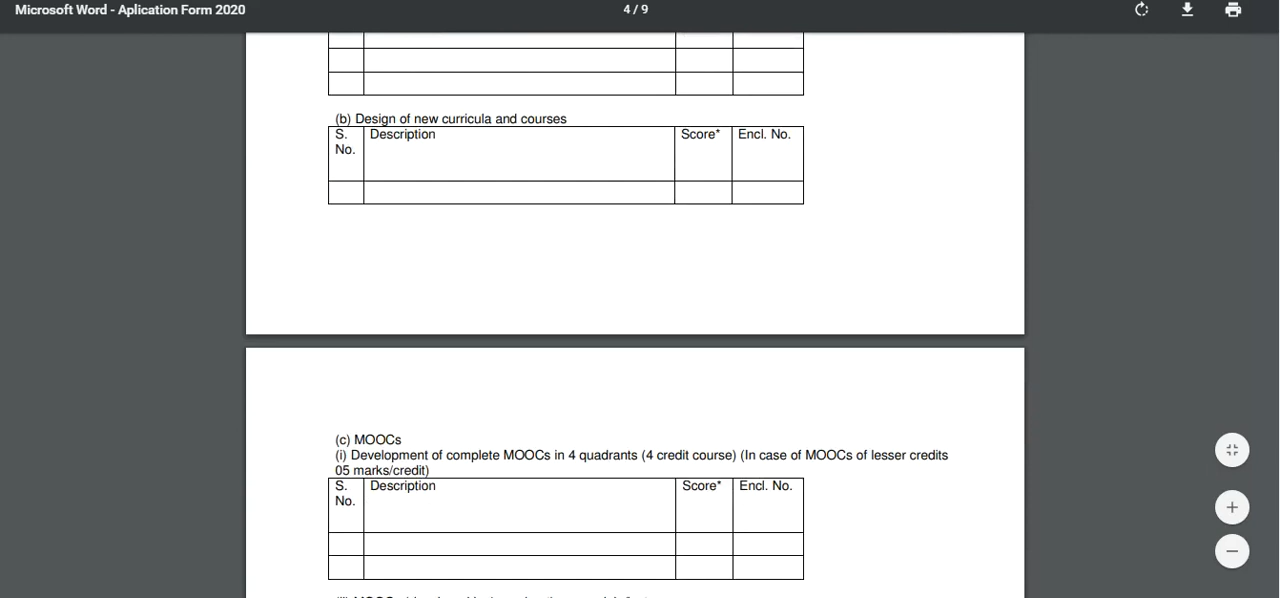 Microsoft Word - Aplication Form 2020
4 / 9
(b) Design of new curricula and courses
S. No.
Description
Score*
Encl. No.
(c) MOOCs
(i) Development of complete MOOCs in 4 quadrants (4 credit course) (In case of MOOCs of lesser credits
05 marks/credit)
S. No.
Description
Score*
Encl. No.